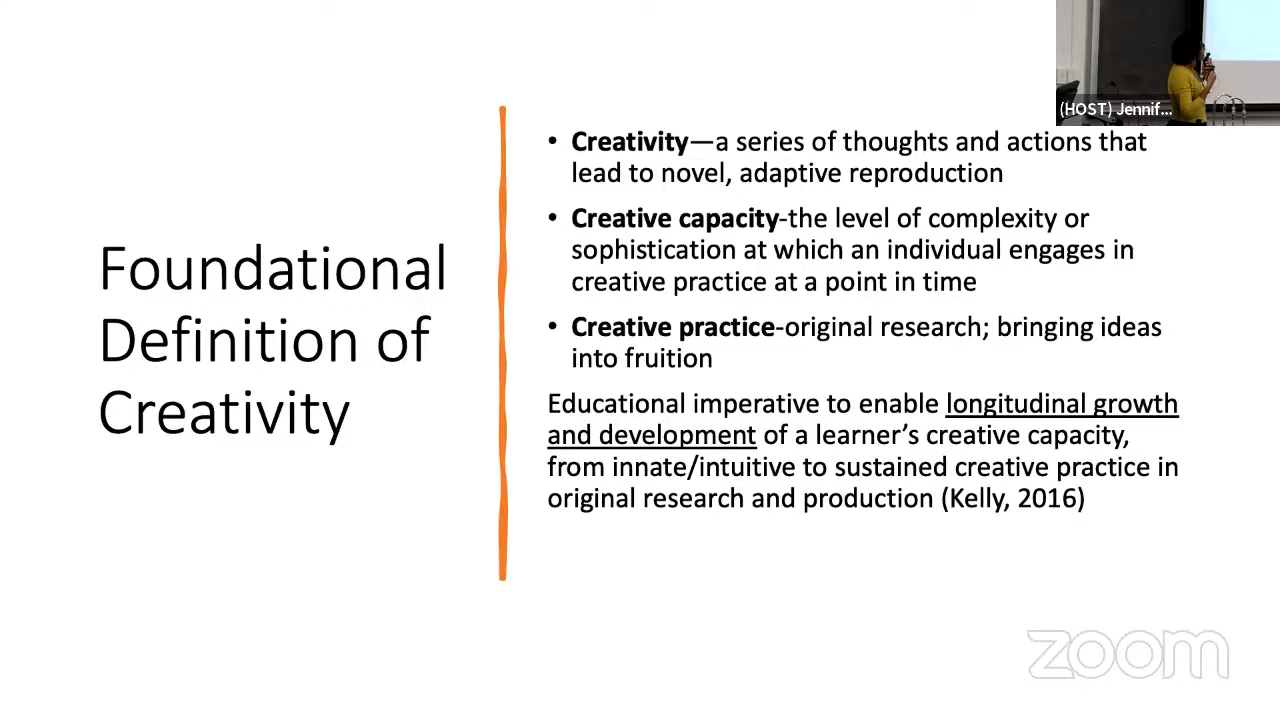 (HOST) Jennif...
Foundational
Definition of
Creativity
• Creativity—a series of thoughts and actions that
lead to novel, adaptive reproduction
• Creative capacity-the level of complexity or
sophistication at which an individual engages in
creative practice at a point in time
• Creative practice-original research; bringing ideas
into fruition
Educational imperative to enable longitudinal growth
and development of a learner's creative capacity,
from innate/intuitive to sustained creative practice in
original research and production (Kelly, 2016)
zoom